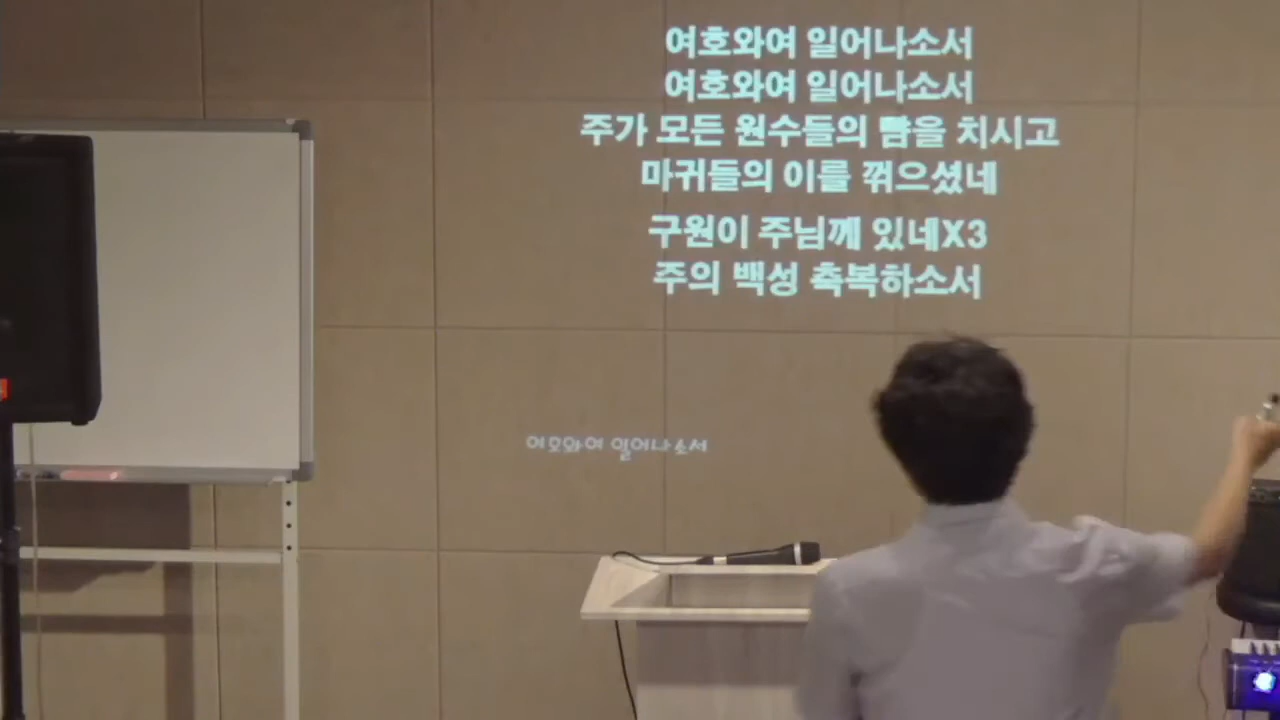 여호와여 일어나소서
여호와여 일어나소서
주가 모든 원수들의 뺨을 치시고
마귀들의 이를 꺾으셨네
구원이 주님께 있네X3
주의 백성 축복하소서
여호와여 일어나소서